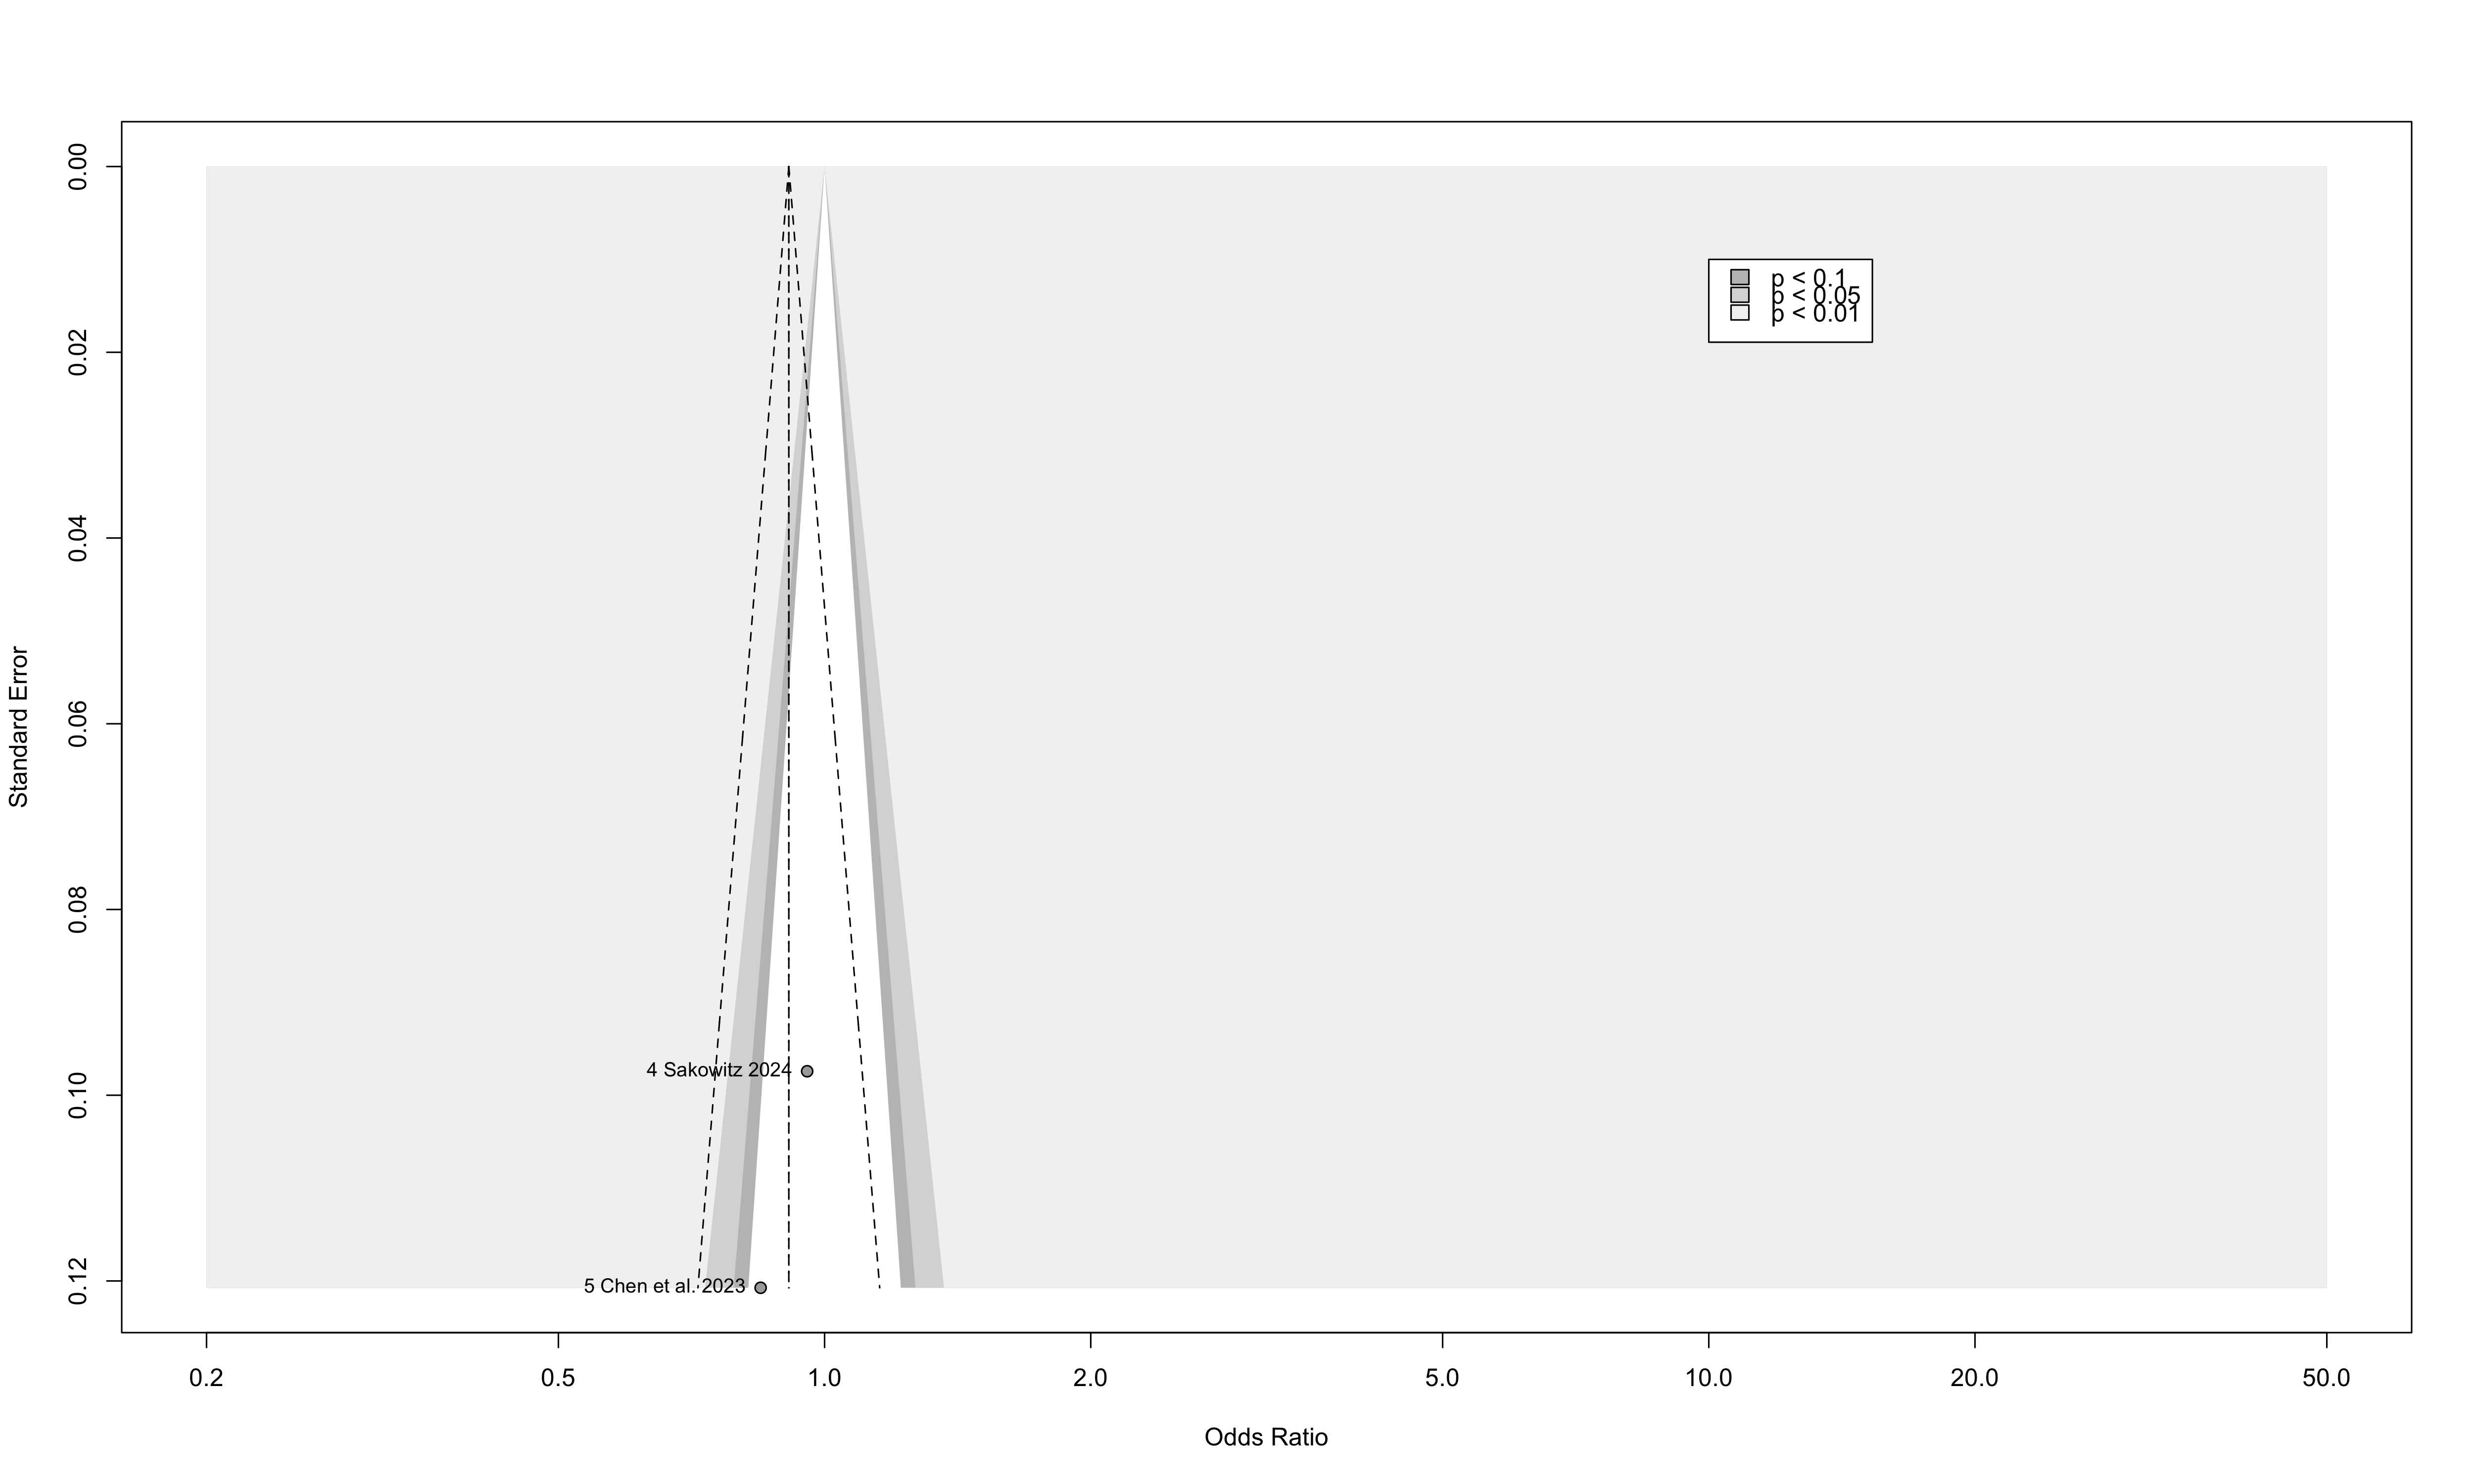 0.00
0.02
0.04
0.06
0.08
0.10
0.12
Standard Error
p < 0.1
p < 0.05
p < 0.01
4 Sakowitz 2024
5 Chen et al. 2023
0.2 0.5 1.0 2.0 5.0 10.0 20.0 50.0
Odds Ratio